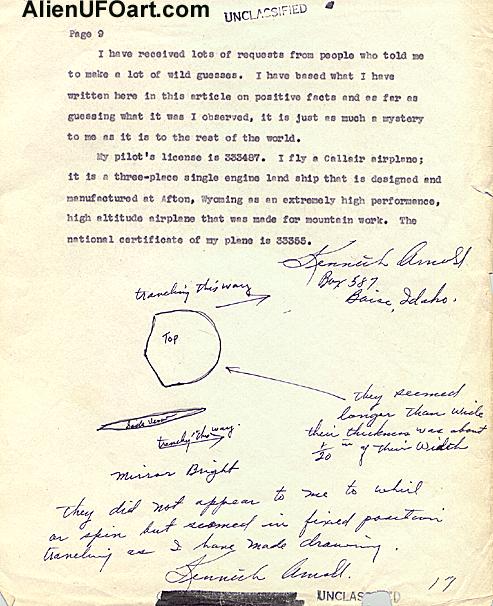 AlienUFOart.com
UNCLASSIFIED
Page 9
I have received lots of requests from people who told me
to make a lot of wild guesses. I have based what I have
written here in this article on positive facts and as far as
guessing what it was I observed, it is just as much a mystery
to me as it is to the rest of the world.
My pilot's license is 333487. I fly a Callair airplane;
it is a three-place single engine land ship that is designed and
manufactured at Afton, Wyoming as an extremely high performance,
high altitude airplane that was made for mountain work. The
national certificate of my plane is 33355.
Kenneth Arnold
Box 587
Boise, Idaho.
traveling this way
Top
they seemed
longer than wide
their thickness was about
1/20 th of their width
side view
traveling this way.
Mirror Bright
they did not appear to me to whirl
or spin but seemed in fixed position
traveling as I have made drawing.
Kenneth Arnold.
17
UNCLASSIFIED